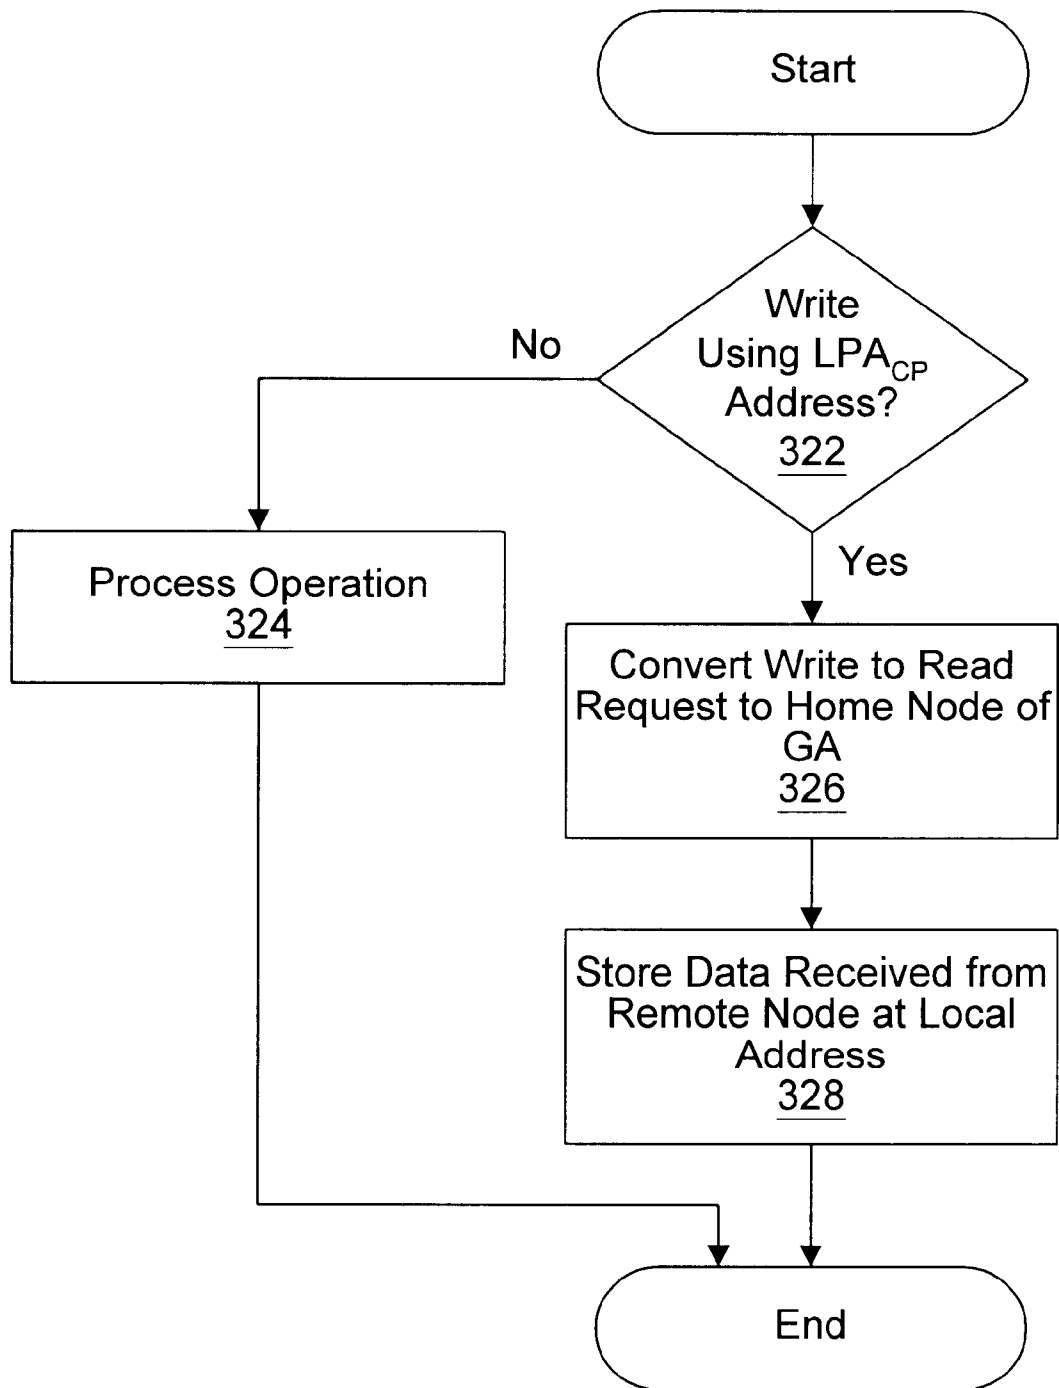 Start
Write
Using LPA_CP
Address?
322
No
Yes
Process Operation
324
Convert Write to Read
Request to Home Node of
GA
326
Store Data Received from
Remote Node at Local
Address
328
End